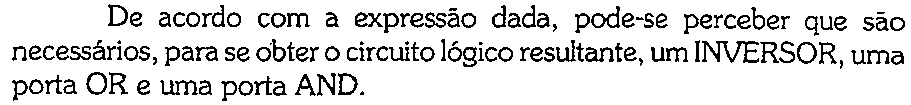 De acordo com a expressão dada, pode-se perceber que são
necessários, para se obter o circuito lógico resultante, um INVERSOR, uma
porta OR e uma porta AND.